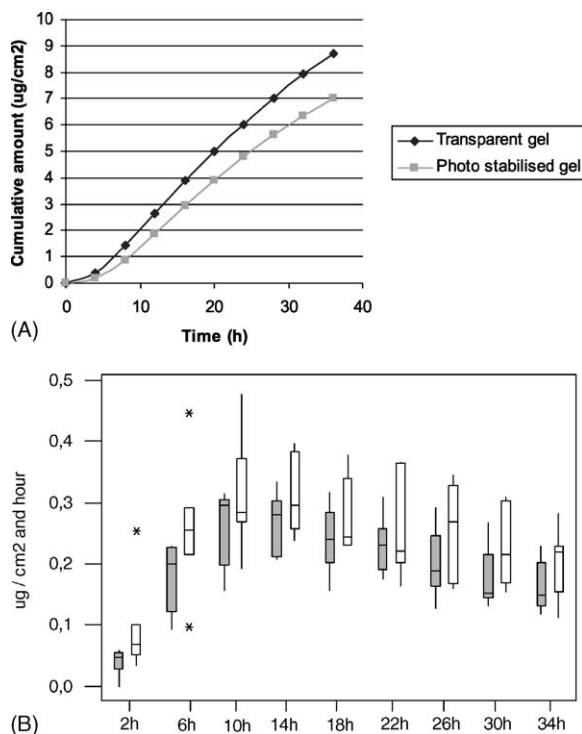 10
9
8
7
6
5
4
3
2
1
0
Cumulative amount (ug/cm2)
0 10 20 30 40
Time (h)
Transparent gel
Photo stabilised gel
(A)
0,5
0,4
0,3
0,2
0,1
0,0
ug / cm2 and hour
2h 6h 10h 14h 18h 22h 26h 30h 34h
(B)